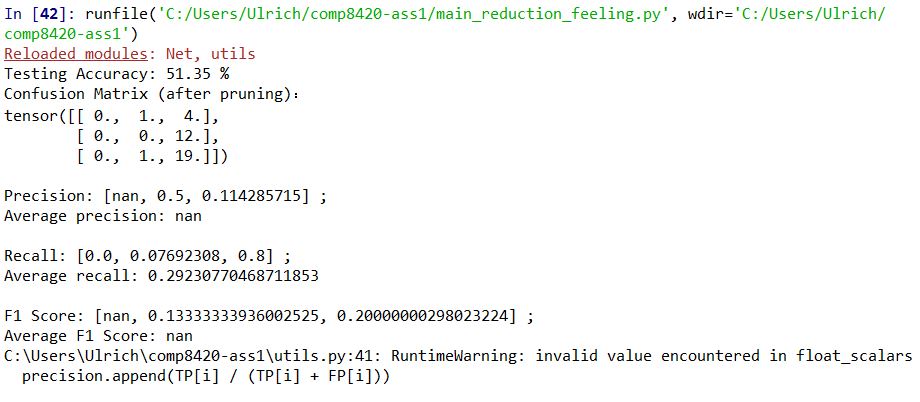 In [42]: runfile('C:/Users/Ulrich/comp8420-ass1/main_reduction_feeling.py', wdir='C:/Users/Ulrich/
comp8420-ass1')
Reloaded modules: Net, utils
Testing Accuracy: 51.35 %
Confusion Matrix (after pruning)：
tensor([[ 0.,  1.,  4.],
        [ 0.,  0., 12.],
        [ 0.,  1., 19.]])

Precision: [nan, 0.5, 0.114285715] ;
Average precision: nan

Recall: [0.0, 0.07692308, 0.8] ;
Average recall: 0.29230770468711853

F1 Score: [nan, 0.13333333936002525, 0.20000000298023224] ;
Average F1 Score: nan
C:\Users\Ulrich\comp8420-ass1\utils.py:41: RuntimeWarning: invalid value encountered in float_scalars
  precision.append(TP[i] / (TP[i] + FP[i]))